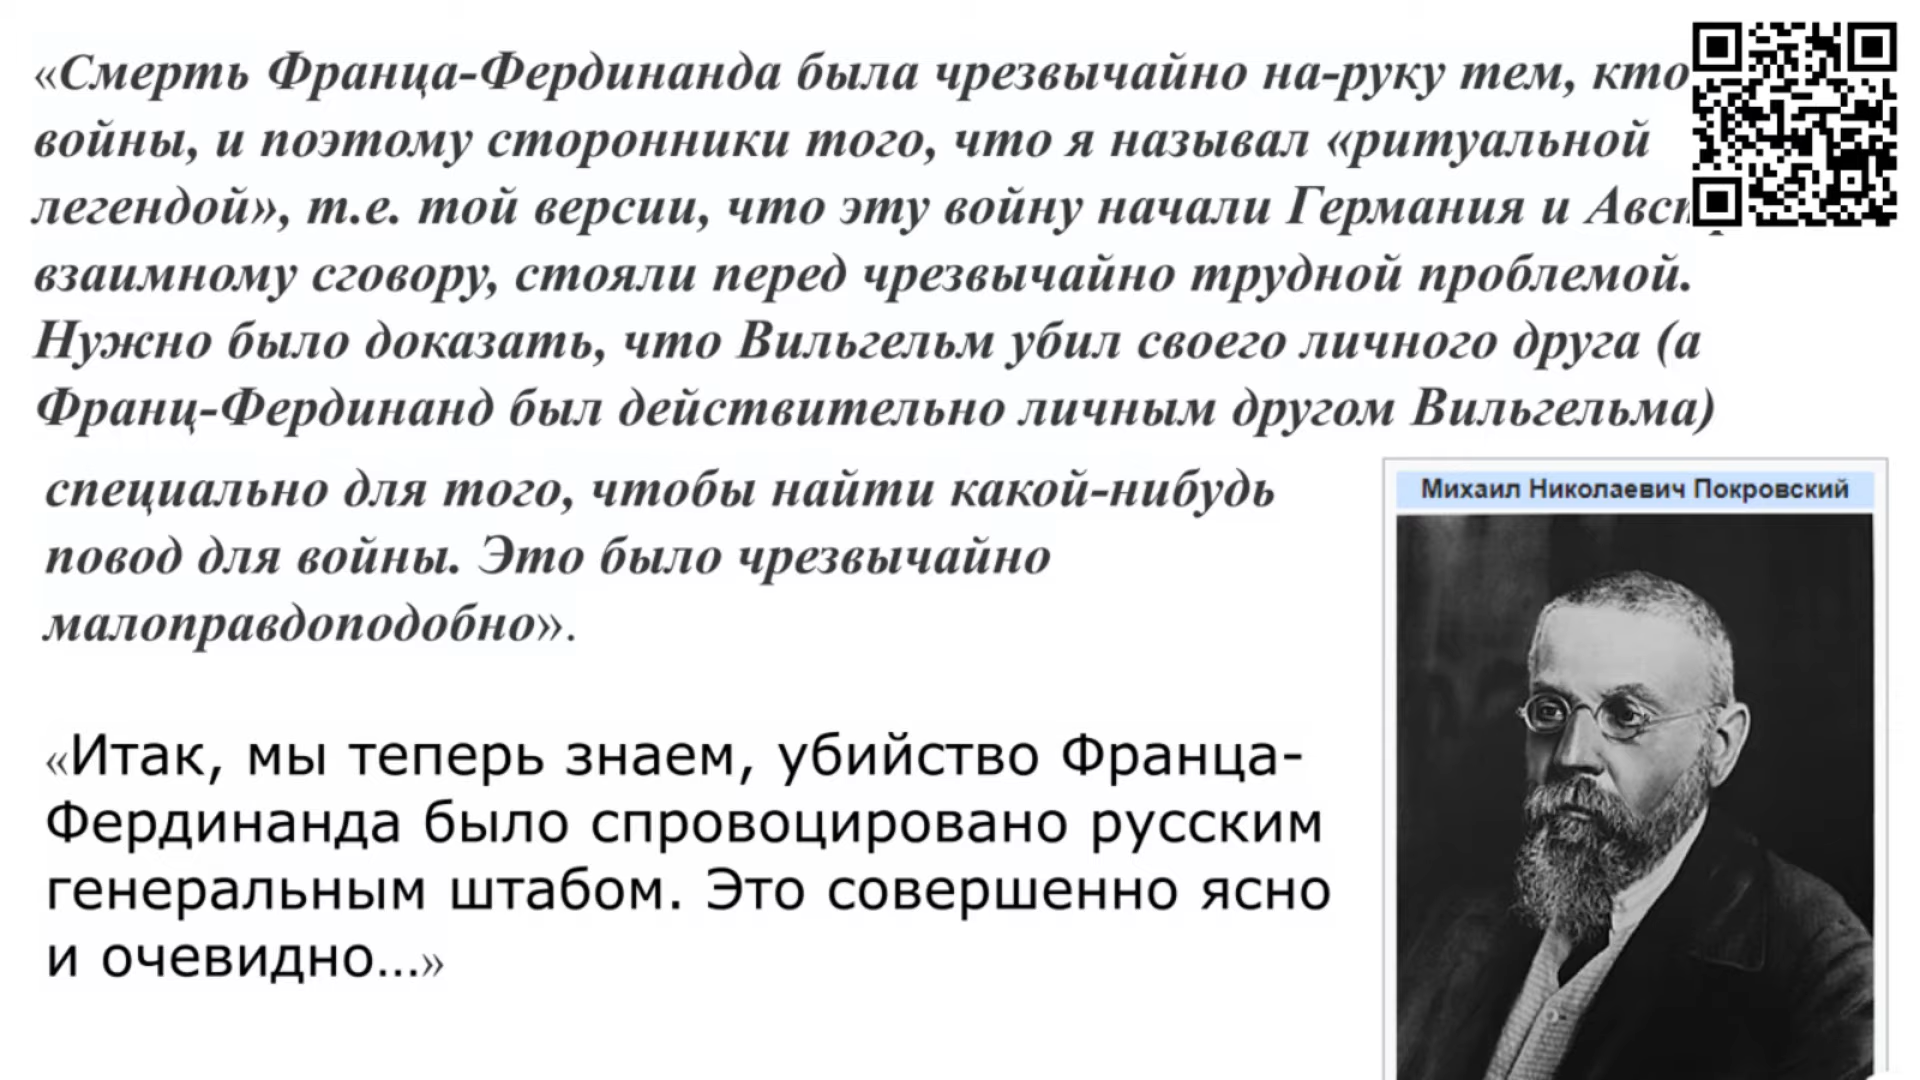 «Смерть Франца-Фердинанда была чрезвычайно на-руку тем, кто
войны, и поэтому сторонники того, что я называл «ритуальной
легендой», т.е. той версии, что эту войну начали Германия и
взаимному сговору, стояли перед чрезвычайно трудной проблемой.
Нужно было доказать, что Вильгельм убил своего личного друга (а
Франц-Фердинанд был действительно личным другом Вильгельма)
специально для того, чтобы найти какой-нибудь
повод для войны. Это было чрезвычайно
малоправдоподобно».
Михаил Николаевич Покровский
«Итак, мы теперь знаем, убийство Франца-
Фердинанда было спровоцировано русским
генеральным штабом. Это совершенно ясно
и очевидно…»